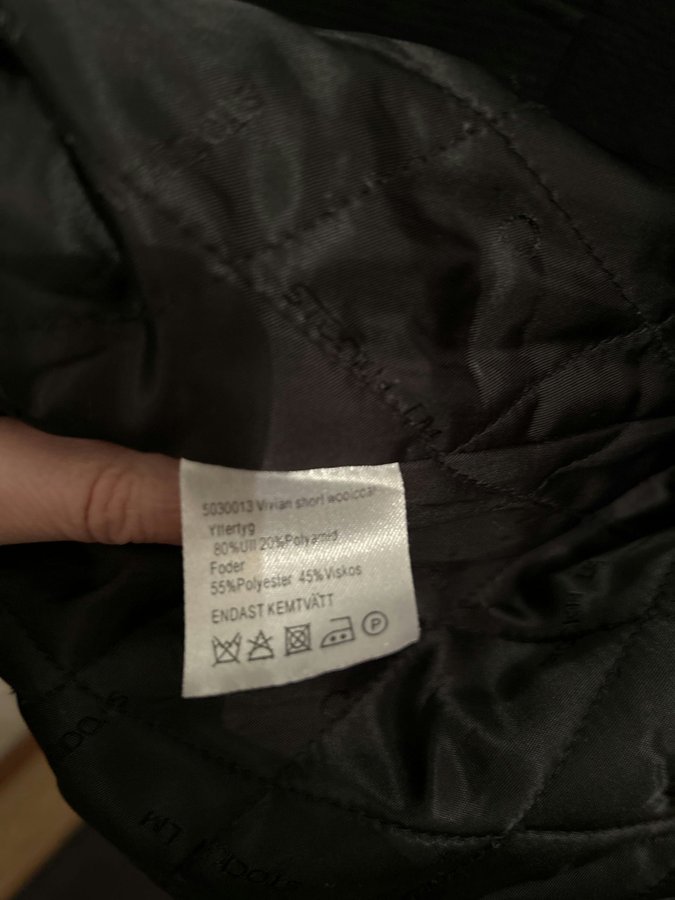 5030013 Vivian short woolcoat
Yttertyg
80%Ull 20%Polyamid
Foder
55%Polyester 45%Viskos
ENDAST KEMTVÄTT
P